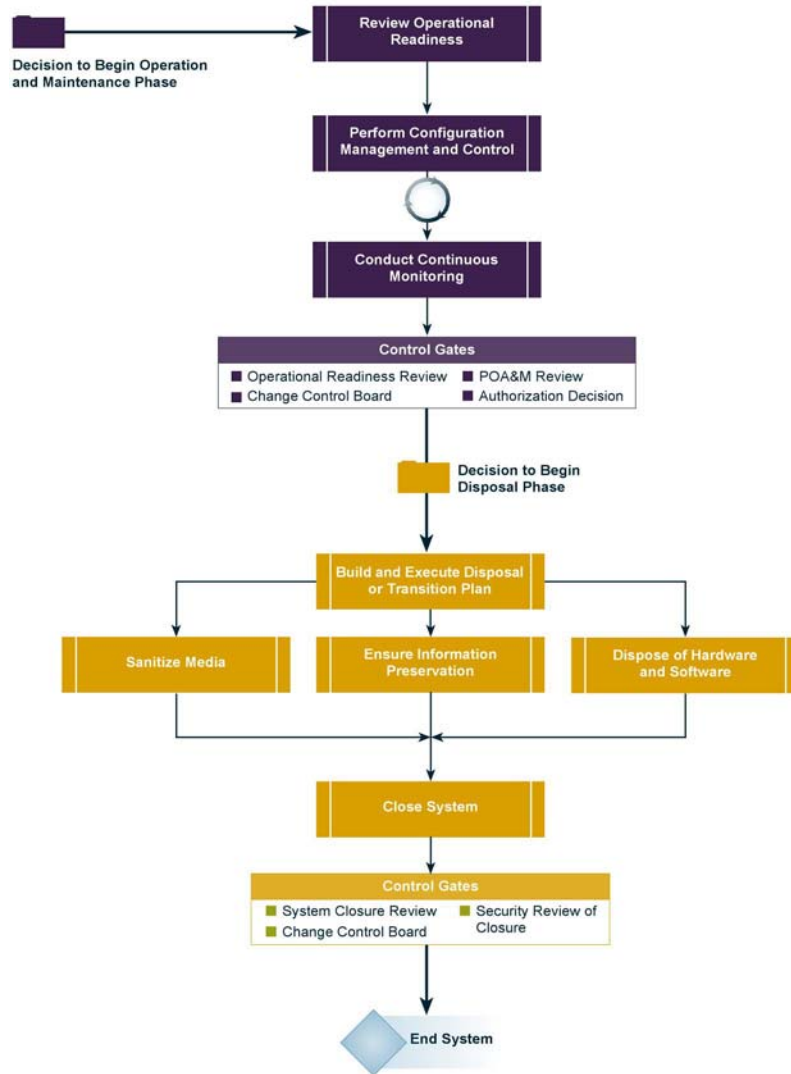 Review Operational
Readiness
Decision to Begin Operation
and Maintenance Phase
Perform Configuration
Management and Control
Conduct Continuous
Monitoring
Control Gates
Operational Readiness Review
POA&M Review
Change Control Board
Authorization Decision
Decision to Begin
Disposal Phase
Build and Execute Disposal
or Transition Plan
Sanitize Media
Ensure Information
Preservation
Dispose of Hardware
and Software
Close System
Control Gates
System Closure Review
Change Control Board
Security Review of
Closure
End System